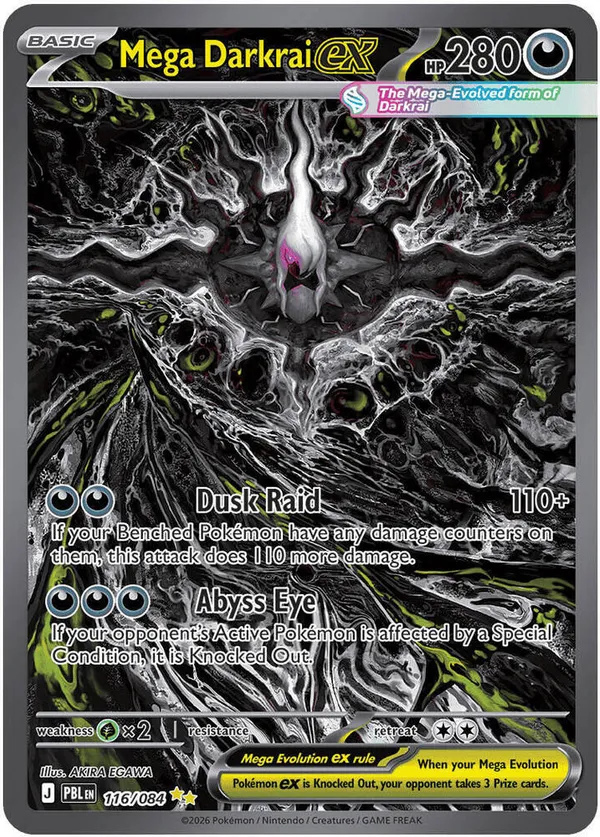 BASIC
Mega Darkrai ex HP 280
The Mega-Evolved form of
Darkrai
Dusk Raid 110+
If your Benched Pokémon have any damage counters on
them, this attack does 110 more damage.
Abyss Eye
If your opponent's Active Pokémon is affected by a Special
Condition, it is Knocked Out.
weakness ×2 resistance retreat
Illus. AKIRA EGAWA
Mega Evolution ex rule When your Mega Evolution
Pokémon ex is Knocked Out, your opponent takes 3 Prize cards.
J PBL EN 116/084
©2026 Pokémon / Nintendo / Creatures / GAME FREAK